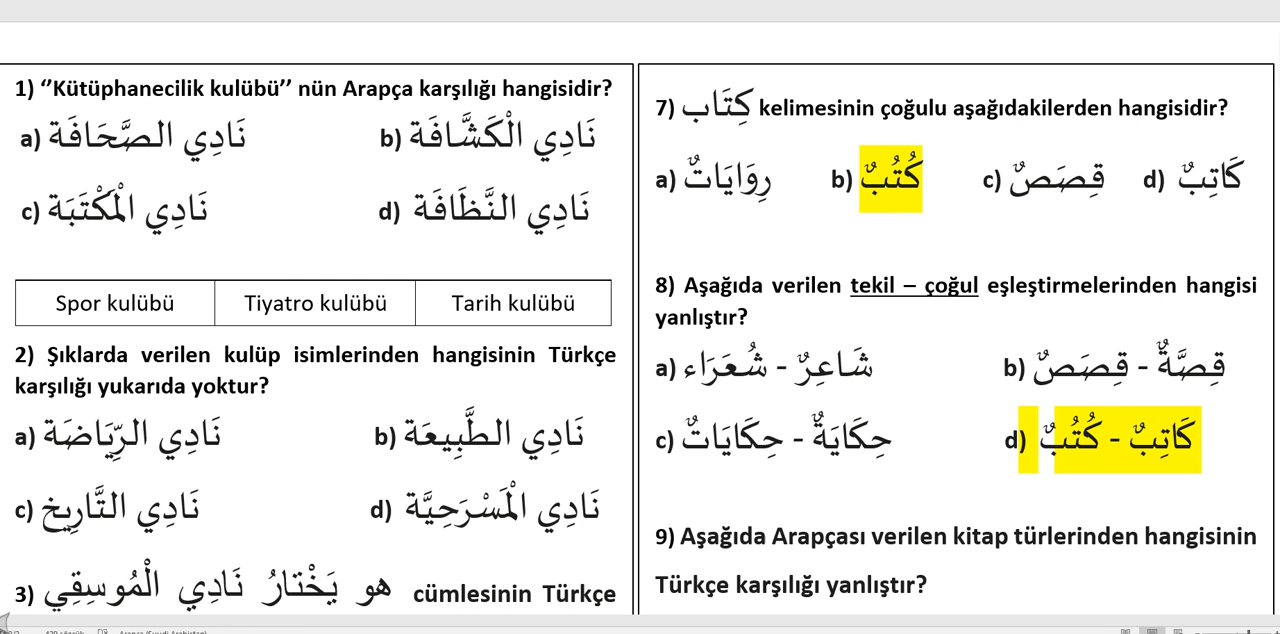 1) ‘’Kütüphanecilik kulübü’’ nün Arapça karşılığı hangisidir?
a) نَادِي الصَّحَافَة b) نَادِي الْكَشَّافَة
c) نَادِي الْمَكْتَبَة d) نَادِي النَّظَافَة
Spor kulübü Tiyatro kulübü Tarih kulübü
2) Şıklarda verilen kulüp isimlerinden hangisinin Türkçe
karşılığı yukarıda yoktur?
a) نَادِي الرِّيَاضَة b) نَادِي الطَّبِيعَة
c) نَادِي التَّارِيخ d) نَادِي الْمَسْرَحِيَّة
3) هو يَخْتَارُ نَادِي الْمُوسِقِي cümlesinin Türkçe
7) كِتَاب kelimesinin çoğulu aşağıdakilerden hangisidir?
a) رِوَايَاتٌ b) كُتُبٌ c) قِصَصٌ d) كَاتِبٌ
8) Aşağıda verilen tekil – çoğul eşleştirmelerinden hangisi
yanlıştır?
a) شَاعِرٌ - شُعَرَاء b) قِصَّةٌ - قِصَصٌ
c) حِكَايَةٌ - حِكَايَاتٌ d) كَاتِبٌ - كُتُبٌ
9) Aşağıda Arapçası verilen kitap türlerinden hangisinin
Türkçe karşılığı yanlıştır?